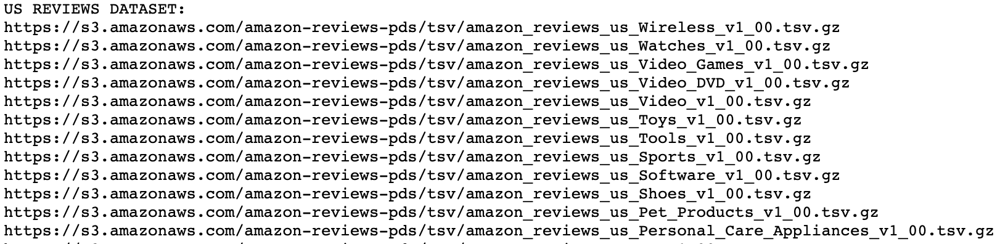 US REVIEWS DATASET:
https://s3.amazonaws.com/amazon-reviews-pds/tsv/amazon_reviews_us_Wireless_v1_00.tsv.gz
https://s3.amazonaws.com/amazon-reviews-pds/tsv/amazon_reviews_us_Watches_v1_00.tsv.gz
https://s3.amazonaws.com/amazon-reviews-pds/tsv/amazon_reviews_us_Video_Games_v1_00.tsv.gz
https://s3.amazonaws.com/amazon-reviews-pds/tsv/amazon_reviews_us_Video_DVD_v1_00.tsv.gz
https://s3.amazonaws.com/amazon-reviews-pds/tsv/amazon_reviews_us_Video_v1_00.tsv.gz
https://s3.amazonaws.com/amazon-reviews-pds/tsv/amazon_reviews_us_Toys_v1_00.tsv.gz
https://s3.amazonaws.com/amazon-reviews-pds/tsv/amazon_reviews_us_Tools_v1_00.tsv.gz
https://s3.amazonaws.com/amazon-reviews-pds/tsv/amazon_reviews_us_Sports_v1_00.tsv.gz
https://s3.amazonaws.com/amazon-reviews-pds/tsv/amazon_reviews_us_Software_v1_00.tsv.gz
https://s3.amazonaws.com/amazon-reviews-pds/tsv/amazon_reviews_us_Shoes_v1_00.tsv.gz
https://s3.amazonaws.com/amazon-reviews-pds/tsv/amazon_reviews_us_Pet_Products_v1_00.tsv.gz
https://s3.amazonaws.com/amazon-reviews-pds/tsv/amazon_reviews_us_Personal_Care_Appliances_v1_00.tsv.gz